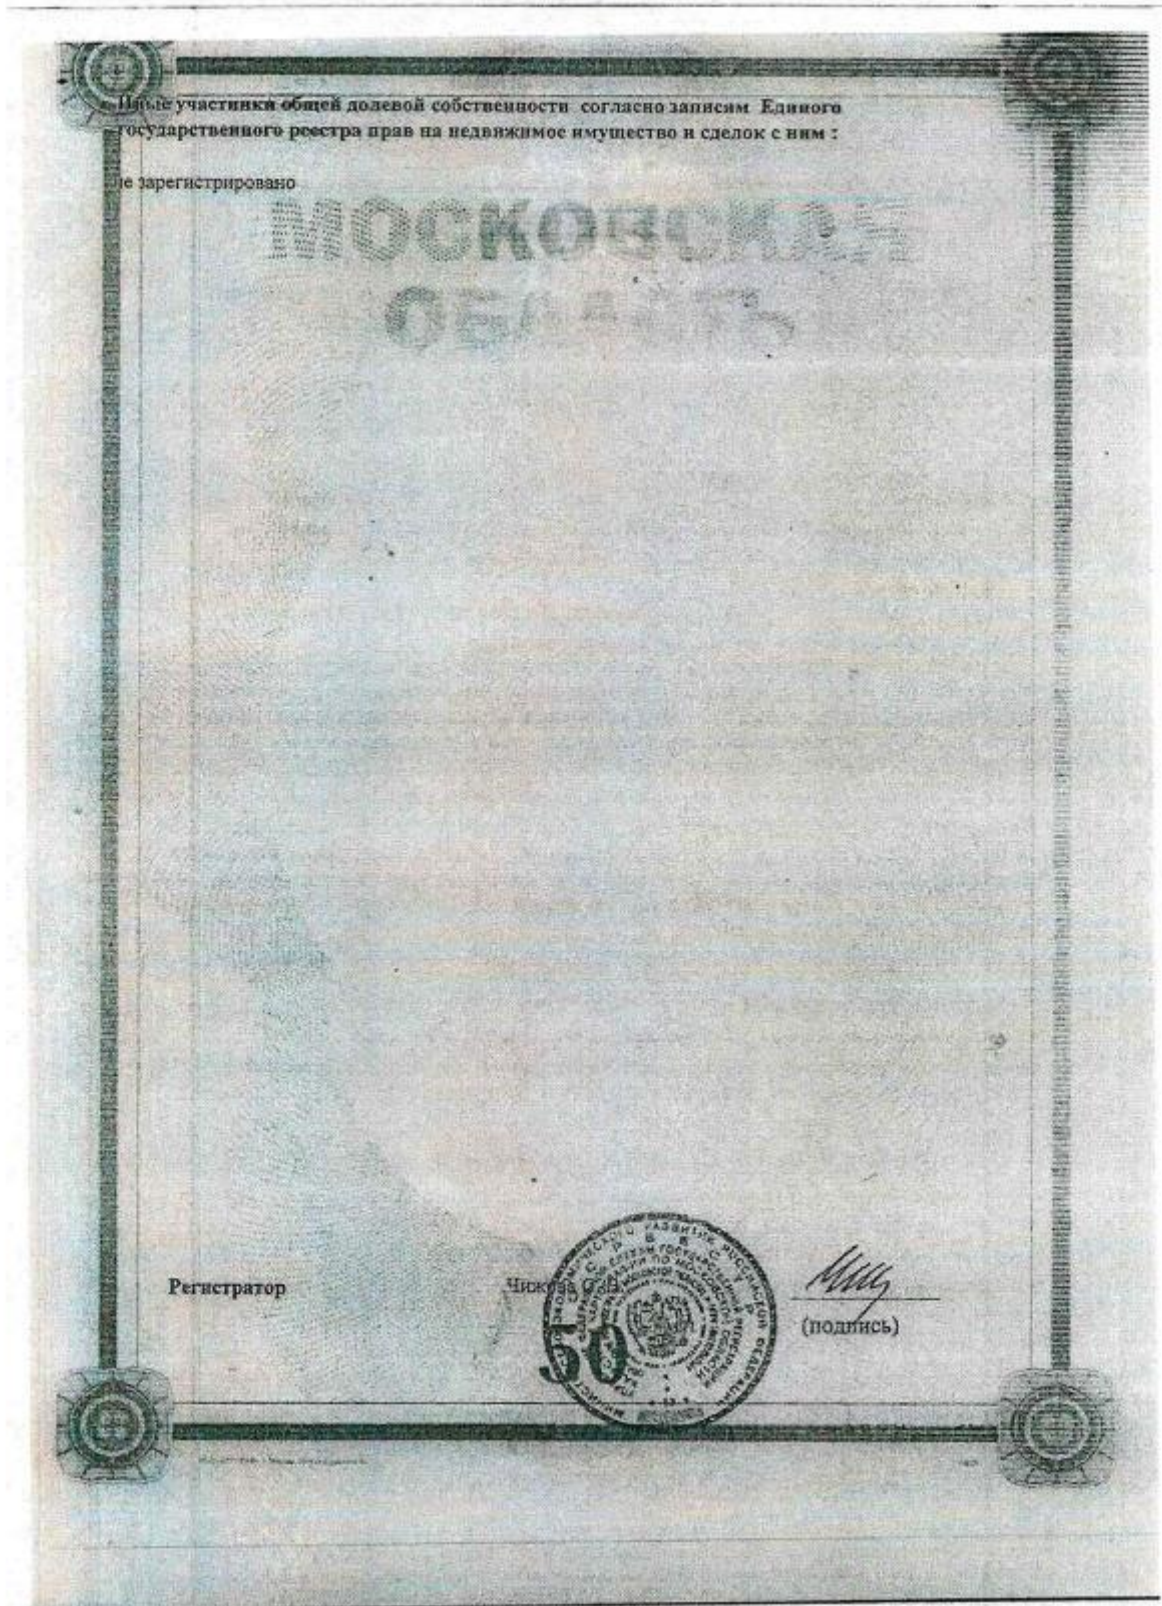 Иные участники общей долевой собственности согласно записям Единого
государственного реестра прав на недвижимое имущество и сделок с ним :
не зарегистрировано
МОСКОВСКАЯ
ОБЛАСТЬ
Регистратор
50
(подпись)